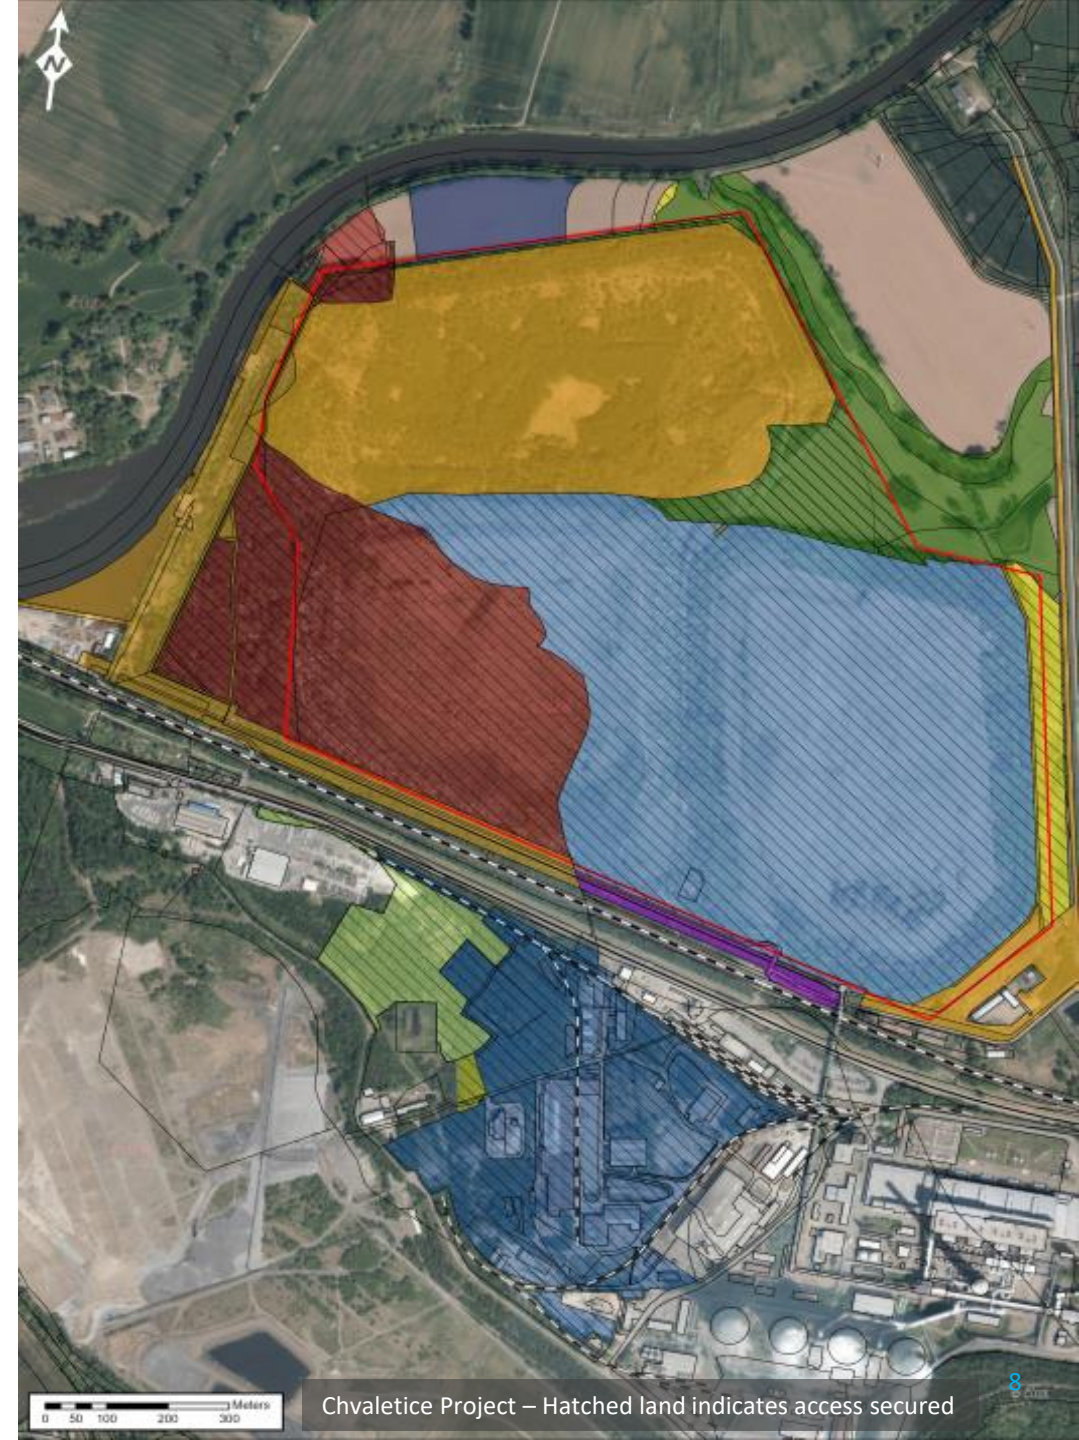 N
8
Meters
0 50 100 200 300
Chvaletice Project – Hatched land indicates access secured